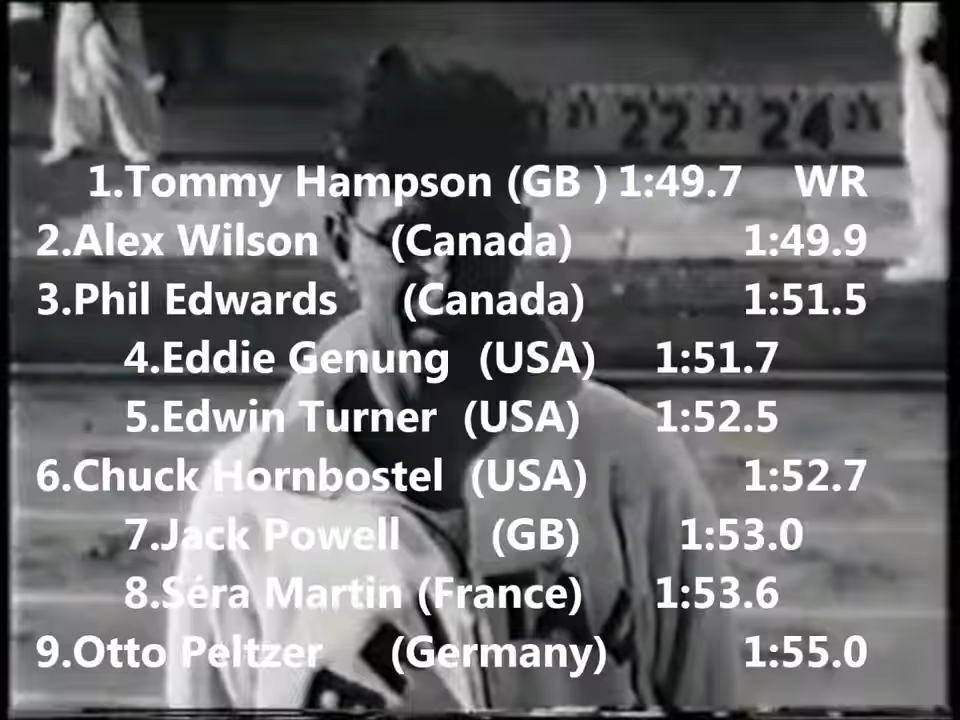 22 24
1.Tommy Hampson (GB ) 1:49.7 WR
2.Alex Wilson (Canada) 1:49.9
3.Phil Edwards (Canada) 1:51.5
4.Eddie Genung (USA) 1:51.7
5.Edwin Turner (USA) 1:52.5
6.Chuck Hornbostel (USA) 1:52.7
7.Jack Powell (GB) 1:53.0
8.Séra Martin (France) 1:53.6
9.Otto Peltzer (Germany) 1:55.0